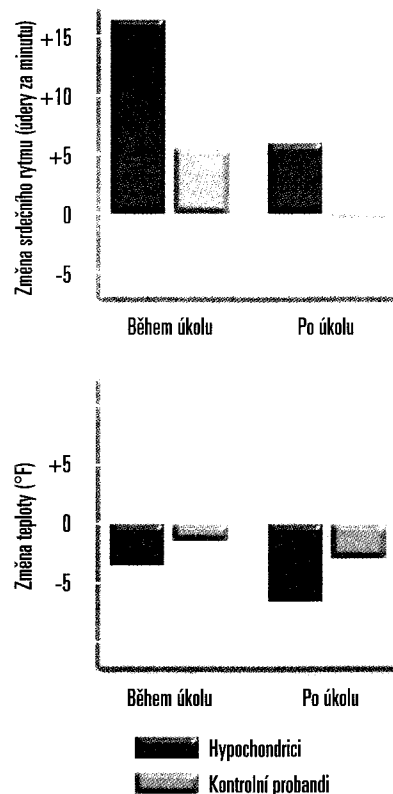 Změna srdečního rytmu (údery za minutu)
+15
+10
+5
0
-5
Během úkolu Po úkolu
Změna teploty (°F)
+5
0
-5
Během úkolu Po úkolu
Hypochondrici
Kontrolní probandi